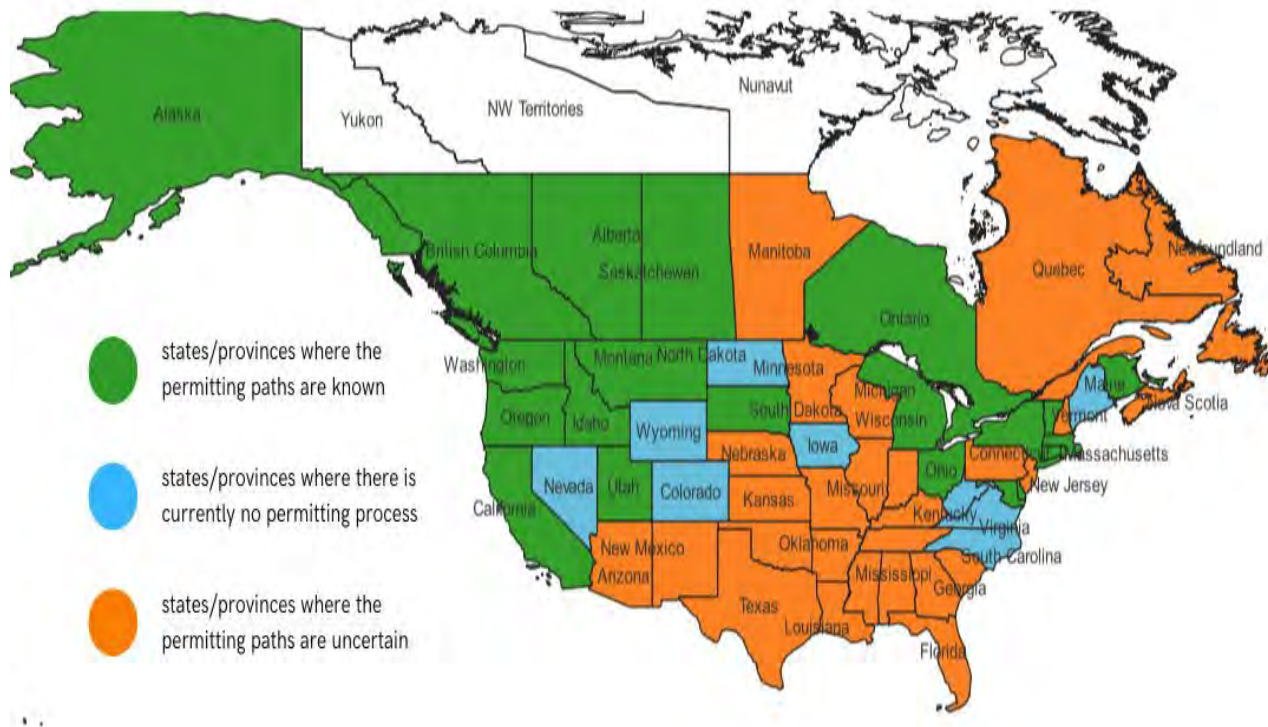 Nunavut
NW Territories
Alaska
Yukon
Alberta
British Columbia
Manitoba
Newfoundland
Saskatchewan
Quebec
Ontario
states/provinces where the
permitting paths are known
Washington
Montana
North Dakota
Minnesota
Michigan
Maine
Nova Scotia
Oregon
Idaho
South Dakota
Wisconsin
Vermont
Wyoming
Iowa
Nebraska
Connecticut
Massachusetts
states/provinces where there is
currently no permitting process
Nevada
Utah
Colorado
Kansas
Missouri
Ohio
New Jersey
California
Kentucky
Virginia
New Mexico
Oklahoma
South Carolina
Arizona
Mississippi
Georgia
states/provinces where the
permitting paths are uncertain
Texas
Louisiana
Florida